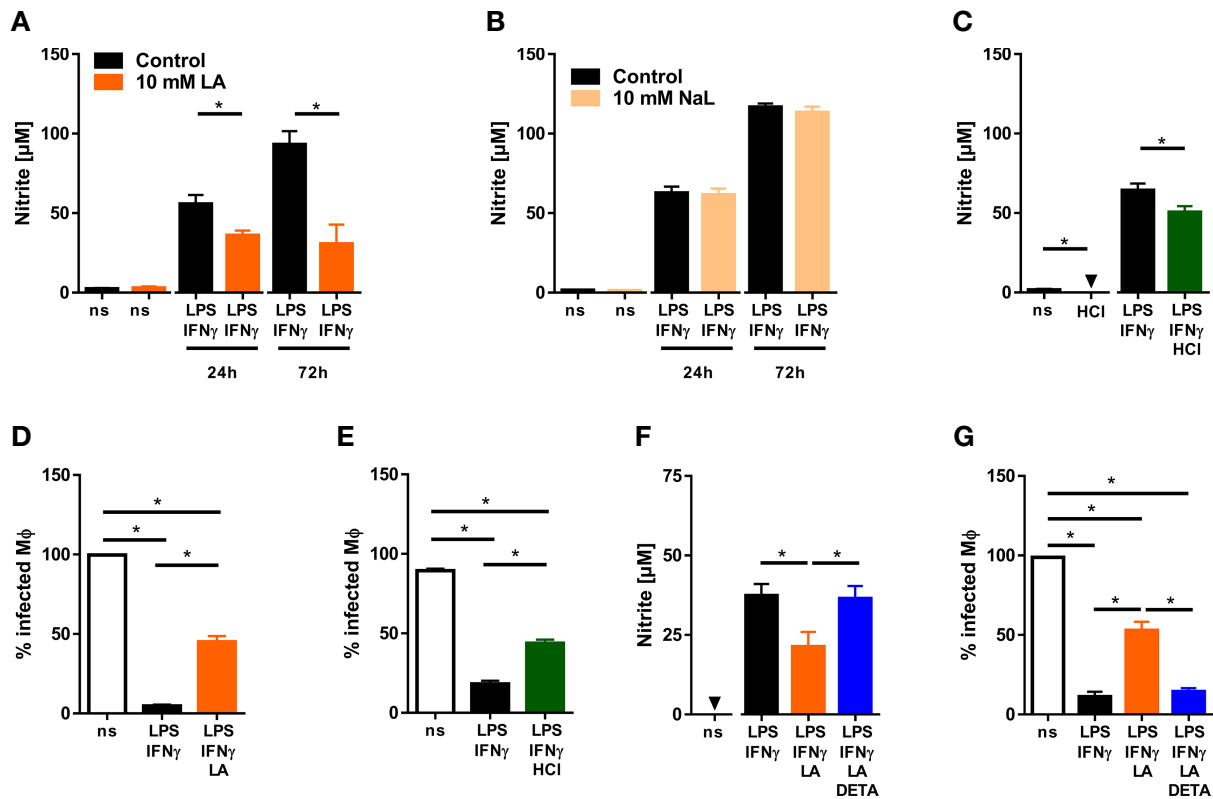 A
Nitrite [µM]
150
100
50
0
Control
10 mM LA
*
*
ns
ns
LPS LPS LPS LPS
IFNγ IFNγ IFNγ IFNγ
24h
72h
B
Nitrite [µM]
150
100
50
0
Control
10 mM NaL
ns
ns
LPS LPS LPS LPS
IFNγ IFNγ IFNγ IFNγ
24h
72h
C
Nitrite [µM]
150
100
50
0
*
*
ns
HCl
LPS LPS
IFNγ IFNγ
HCl
D
% infected Mϕ
150
100
50
0
*
*
*
ns
LPS LPS
IFNγ IFNγ
LA
E
% infected Mϕ
150
100
50
0
*
*
*
ns
LPS LPS
IFNγ IFNγ
HCl
F
Nitrite [µM]
75
50
25
0
*
*
ns
LPS LPS LPS
IFNγ IFNγ IFNγ
LA LA
DETA
G
% infected Mϕ
150
100
50
0
*
*
*
*
*
ns
LPS LPS LPS
IFNγ IFNγ IFNγ
LA LA
DETA